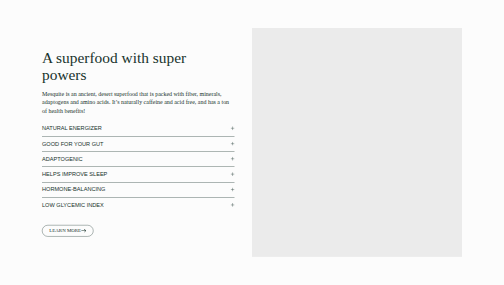 A superfood with super
powers
Mesquite is an ancient, desert superfood that is packed with fiber, minerals,
adaptogens and amino acids. It's naturally caffeine and acid free, and has a ton
of health benefits!
NATURAL ENERGIZER +
GOOD FOR YOUR GUT +
ADAPTOGENIC +
HELPS IMPROVE SLEEP +
HORMONE-BALANCING +
LOW GLYCEMIC INDEX +
LEARN MORE→